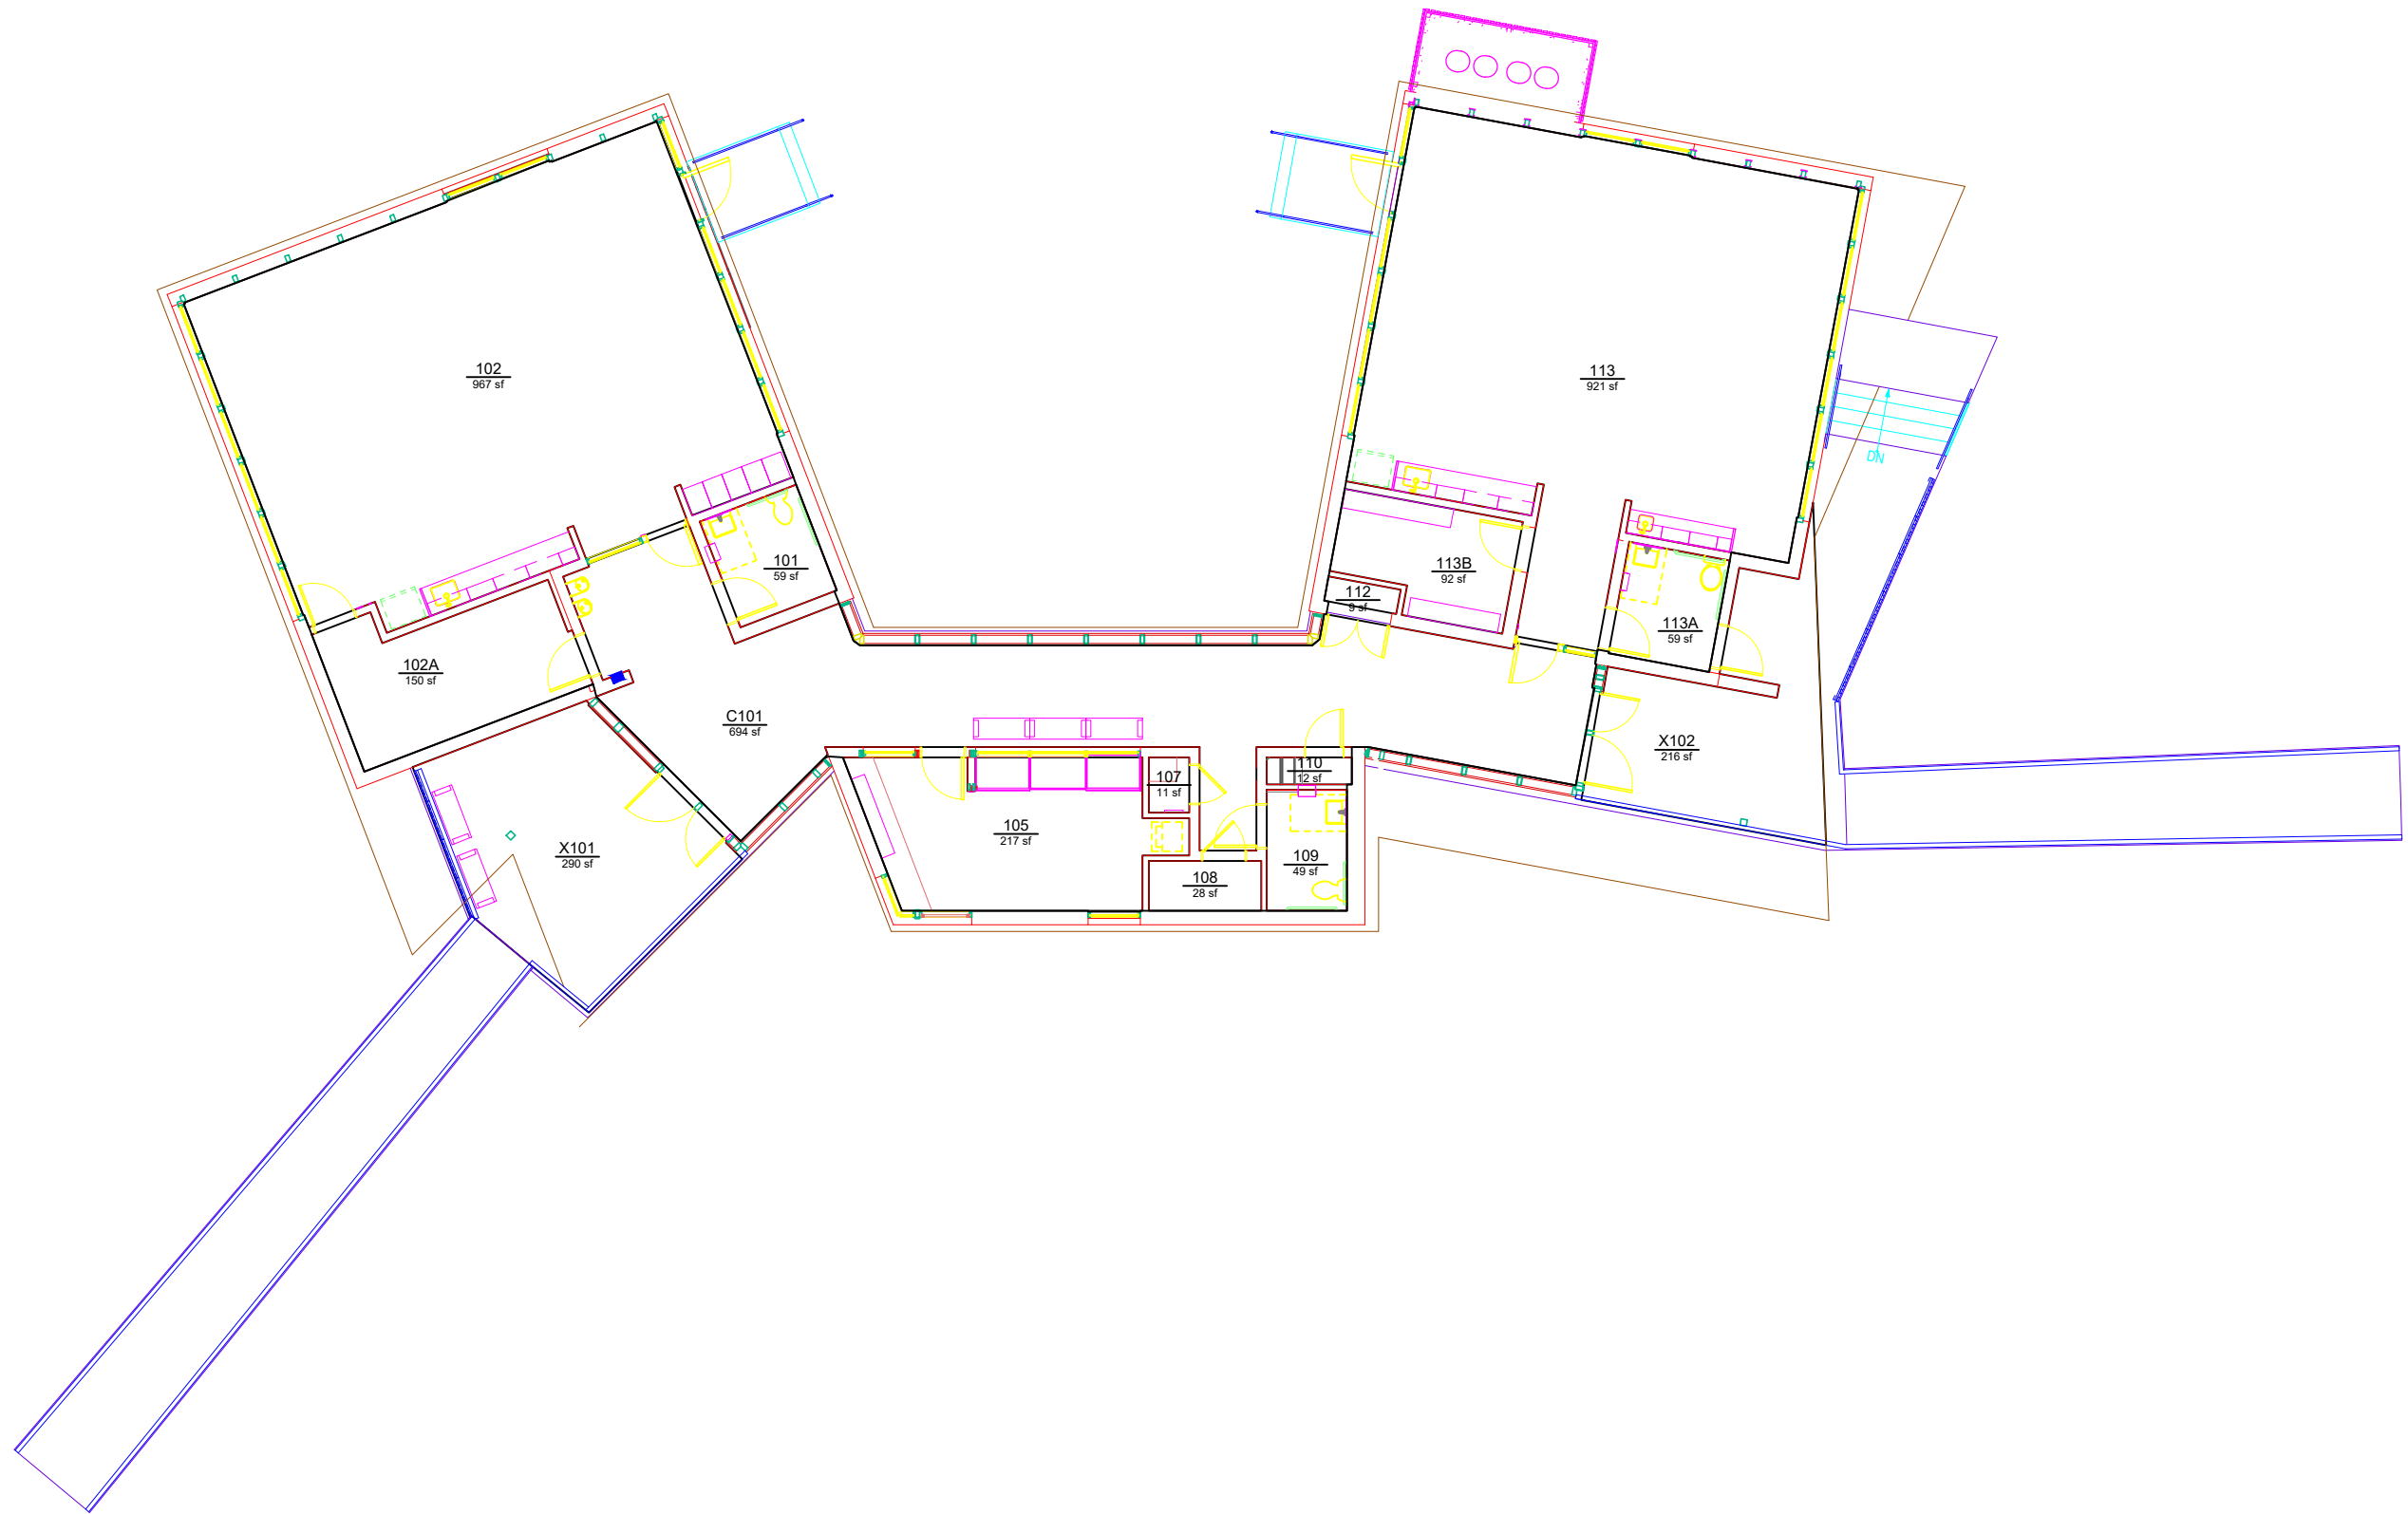 102
967 sf
113
921 sf
DN
101
59 sf
113B
92 sf
112
9 sf
113A
59 sf
102A
150 sf
C101
694 sf
X102
216 sf
110
12 sf
107
11 sf
105
217 sf
X101
290 sf
109
49 sf
108
28 sf